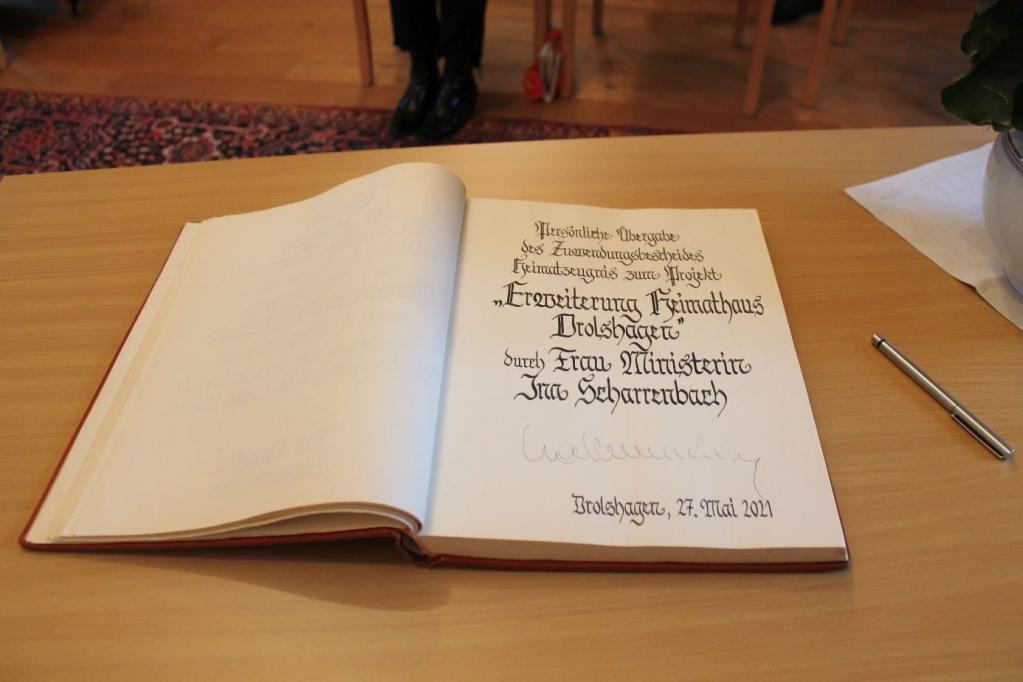 Persönliche Übergabe
des Zuwendungsbescheides
Heimatzeugnis zum Projekt
„Erweiterung Heimathaus
Drolshagen"
durch Frau Ministerin
Ina Scharrenbach
Drolshagen, 27. Mai 2021